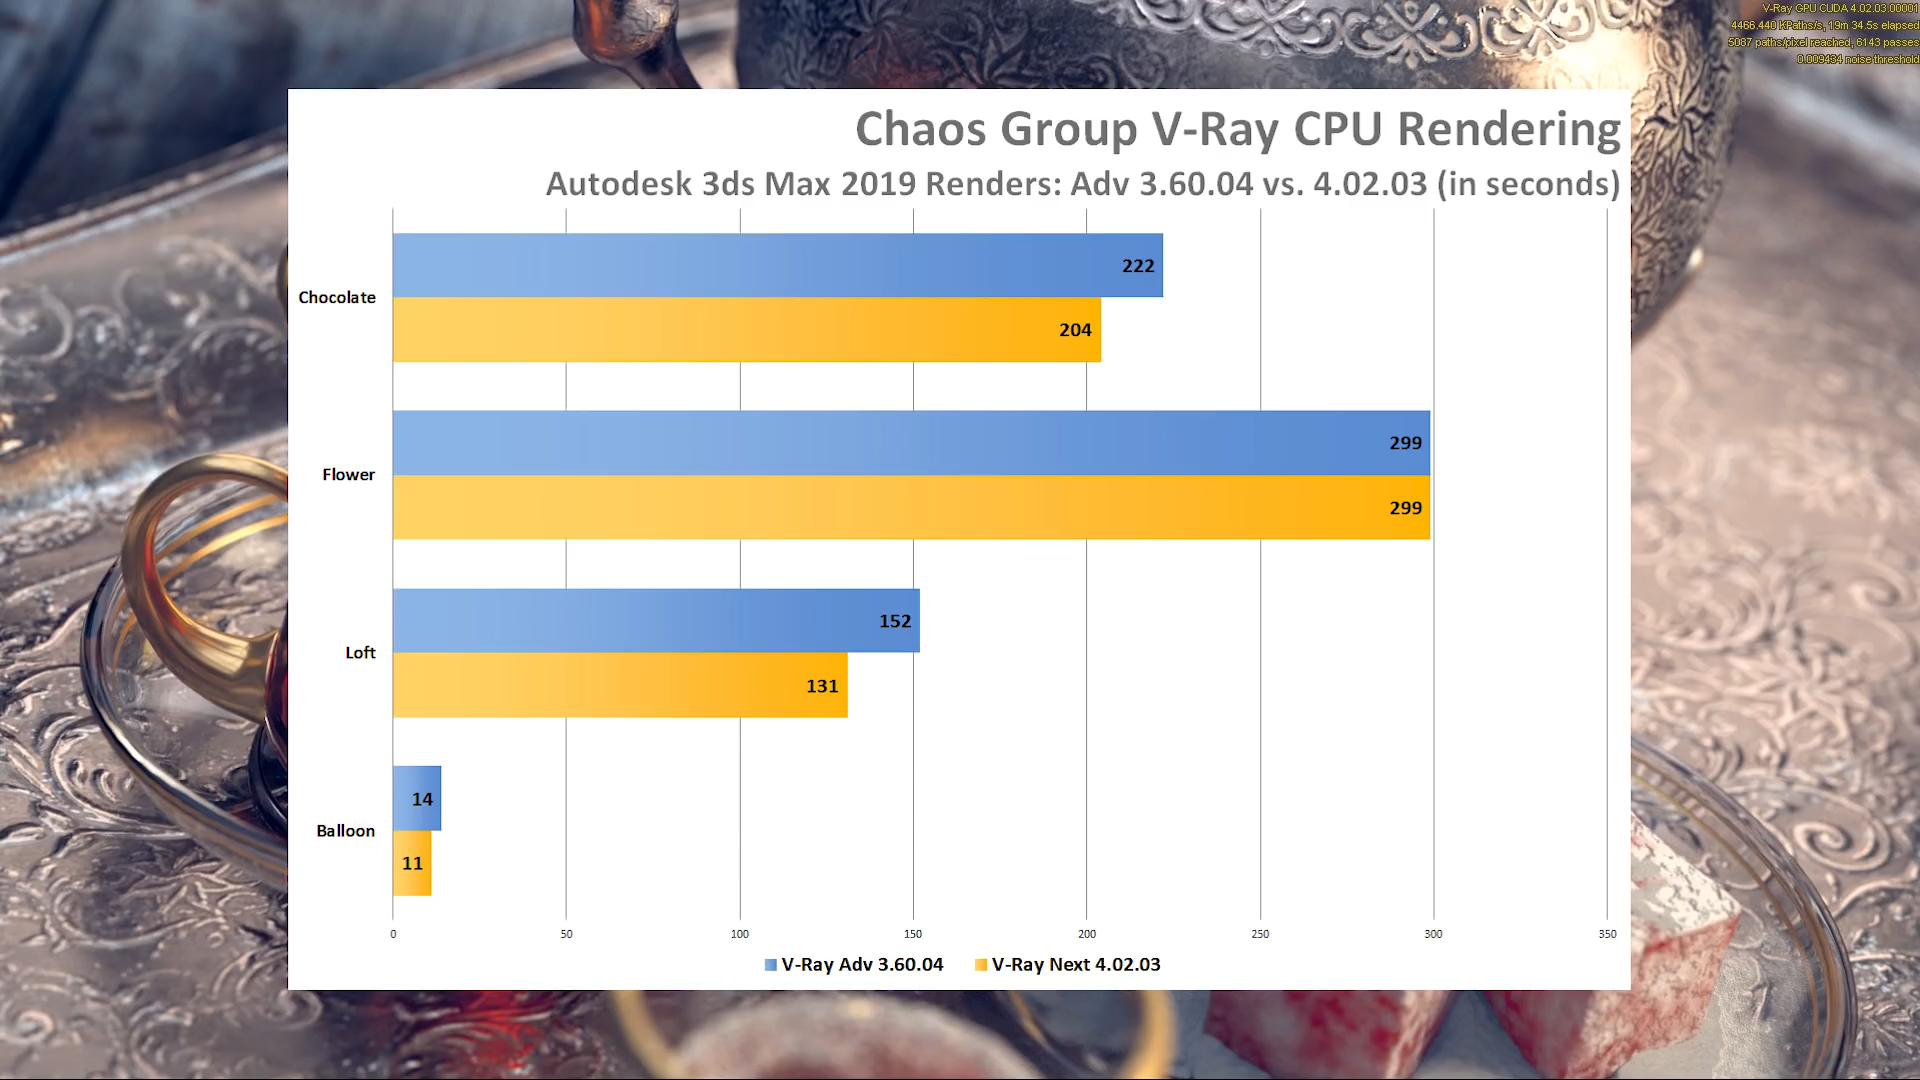 V-Ray GPU CUDA 4.02.03.00001
4466.440 KPaths/s, 19m 34.5s elapsed
5087 paths/pixel reached, 6143 passes
0.009484 noise threshold
Chaos Group V-Ray CPU Rendering
Autodesk 3ds Max 2019 Renders: Adv 3.60.04 vs. 4.02.03 (in seconds)
222
Chocolate
204
299
Flower
299
152
Loft
131
14
Balloon
11
0 50 100 150 200 250 300 350
V-Ray Adv 3.60.04 V-Ray Next 4.02.03